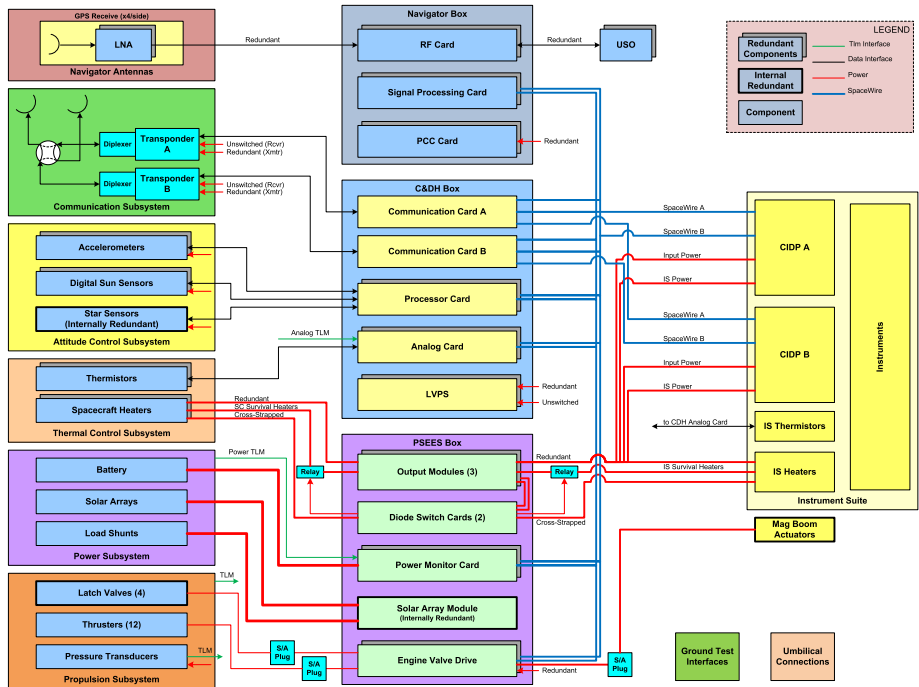 GPS Receive (x4/side)
LNA
Navigator Antennas
Redundant
Navigator Box
RF Card
Signal Processing Card
PCC Card
Redundant
Redundant
USO
LEGEND
Redundant
Components
Internal
Redundant
Component
Tlm Interface
Data Interface
Power
SpaceWire
Diplexer
Transponder
A
Unswitched (Rcvr)
Redundant (Xmtr)
Diplexer
Transponder
B
Unswitched (Rcvr)
Redundant (Xmtr)
Communication Subsystem
C&DH Box
Communication Card A
Communication Card B
Processor Card
Analog TLM
Analog Card
LVPS
Redundant
Unswitched
Accelerometers
Digital Sun Sensors
Star Sensors
(Internally Redundant)
Attitude Control Subsystem
Thermistors
Spacecraft Heaters
Thermal Control Subsystem
Redundant
SC Survival Heaters
Cross-Strapped
SpaceWire A
SpaceWire B
Input Power
IS Power
CIDP A
SpaceWire A
SpaceWire B
Input Power
IS Power
CIDP B
Instruments
to CDH Analog Card
IS Thermistors
IS Heaters
Instrument Suite
Redundant
IS Survival Heaters
Relay
Relay
Cross-Strapped
PSEES Box
Output Modules (3)
Diode Switch Cards (2)
Power Monitor Card
Solar Array Module
(Internally Redundant)
Engine Valve Drive
Redundant
Power TLM
Battery
Solar Arrays
Load Shunts
Power Subsystem
TLM
Latch Valves (4)
Thrusters (12)
Pressure Transducers
TLM
Propulsion Subsystem
S/A
Plug
S/A
Plug
S/A
Plug
Mag Boom
Actuators
Ground Test
Interfaces
Umbilical
Connections